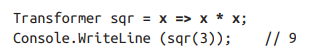 Transformer sqr = x => x * x;
Console.WriteLine (sqr(3));    // 9